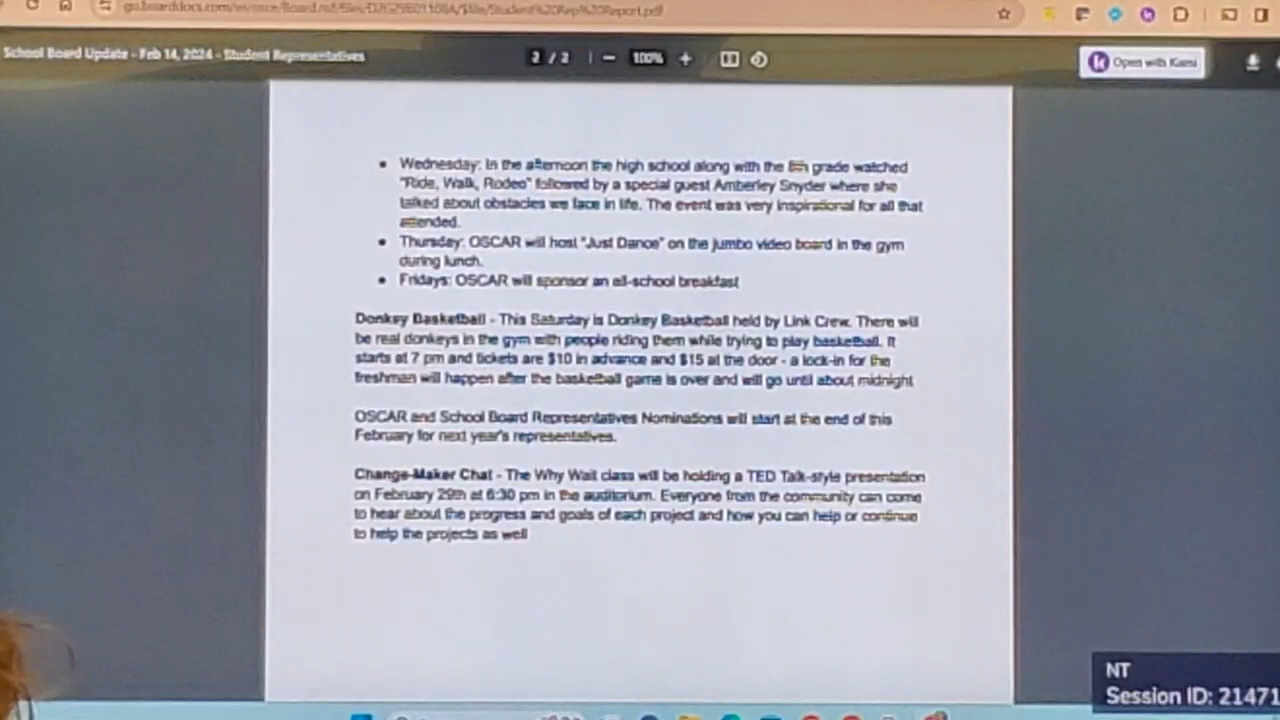 go.boarddocs.com/
School Board Update - Feb 14, 2024 - Student Representatives
2 / 2
100%
Open with Kami
• Wednesday: In the afternoon the high school along with the 8th grade watched
"Ride, Walk, Rodeo" followed by a special guest Amberley Snyder where she
talked about obstacles we face in life. The event was very inspirational for all that
attended.
• Thursday: OSCAR will host "Just Dance" on the jumbo video board in the gym
during lunch.
• Fridays: OSCAR will sponsor an all-school breakfast
Donkey Basketball - This Saturday is Donkey Basketball held by Link Crew. There will
be real donkeys in the gym with people riding them while trying to play basketball. It
starts at 7 pm and tickets are $10 in advance and $15 at the door - a lock-in for the
freshman will happen after the basketball game is over and will go until about midnight
OSCAR and School Board Representatives Nominations will start at the end of this
February for next year's representatives.
Change-Maker Chat - The Why Wait class will be holding a TED Talk-style presentation
on February 29th at 6:30 pm in the auditorium. Everyone from the community can come
to hear about the progress and goals of each project and how you can help or continue
to help the projects as well
NT
Session ID: 21471